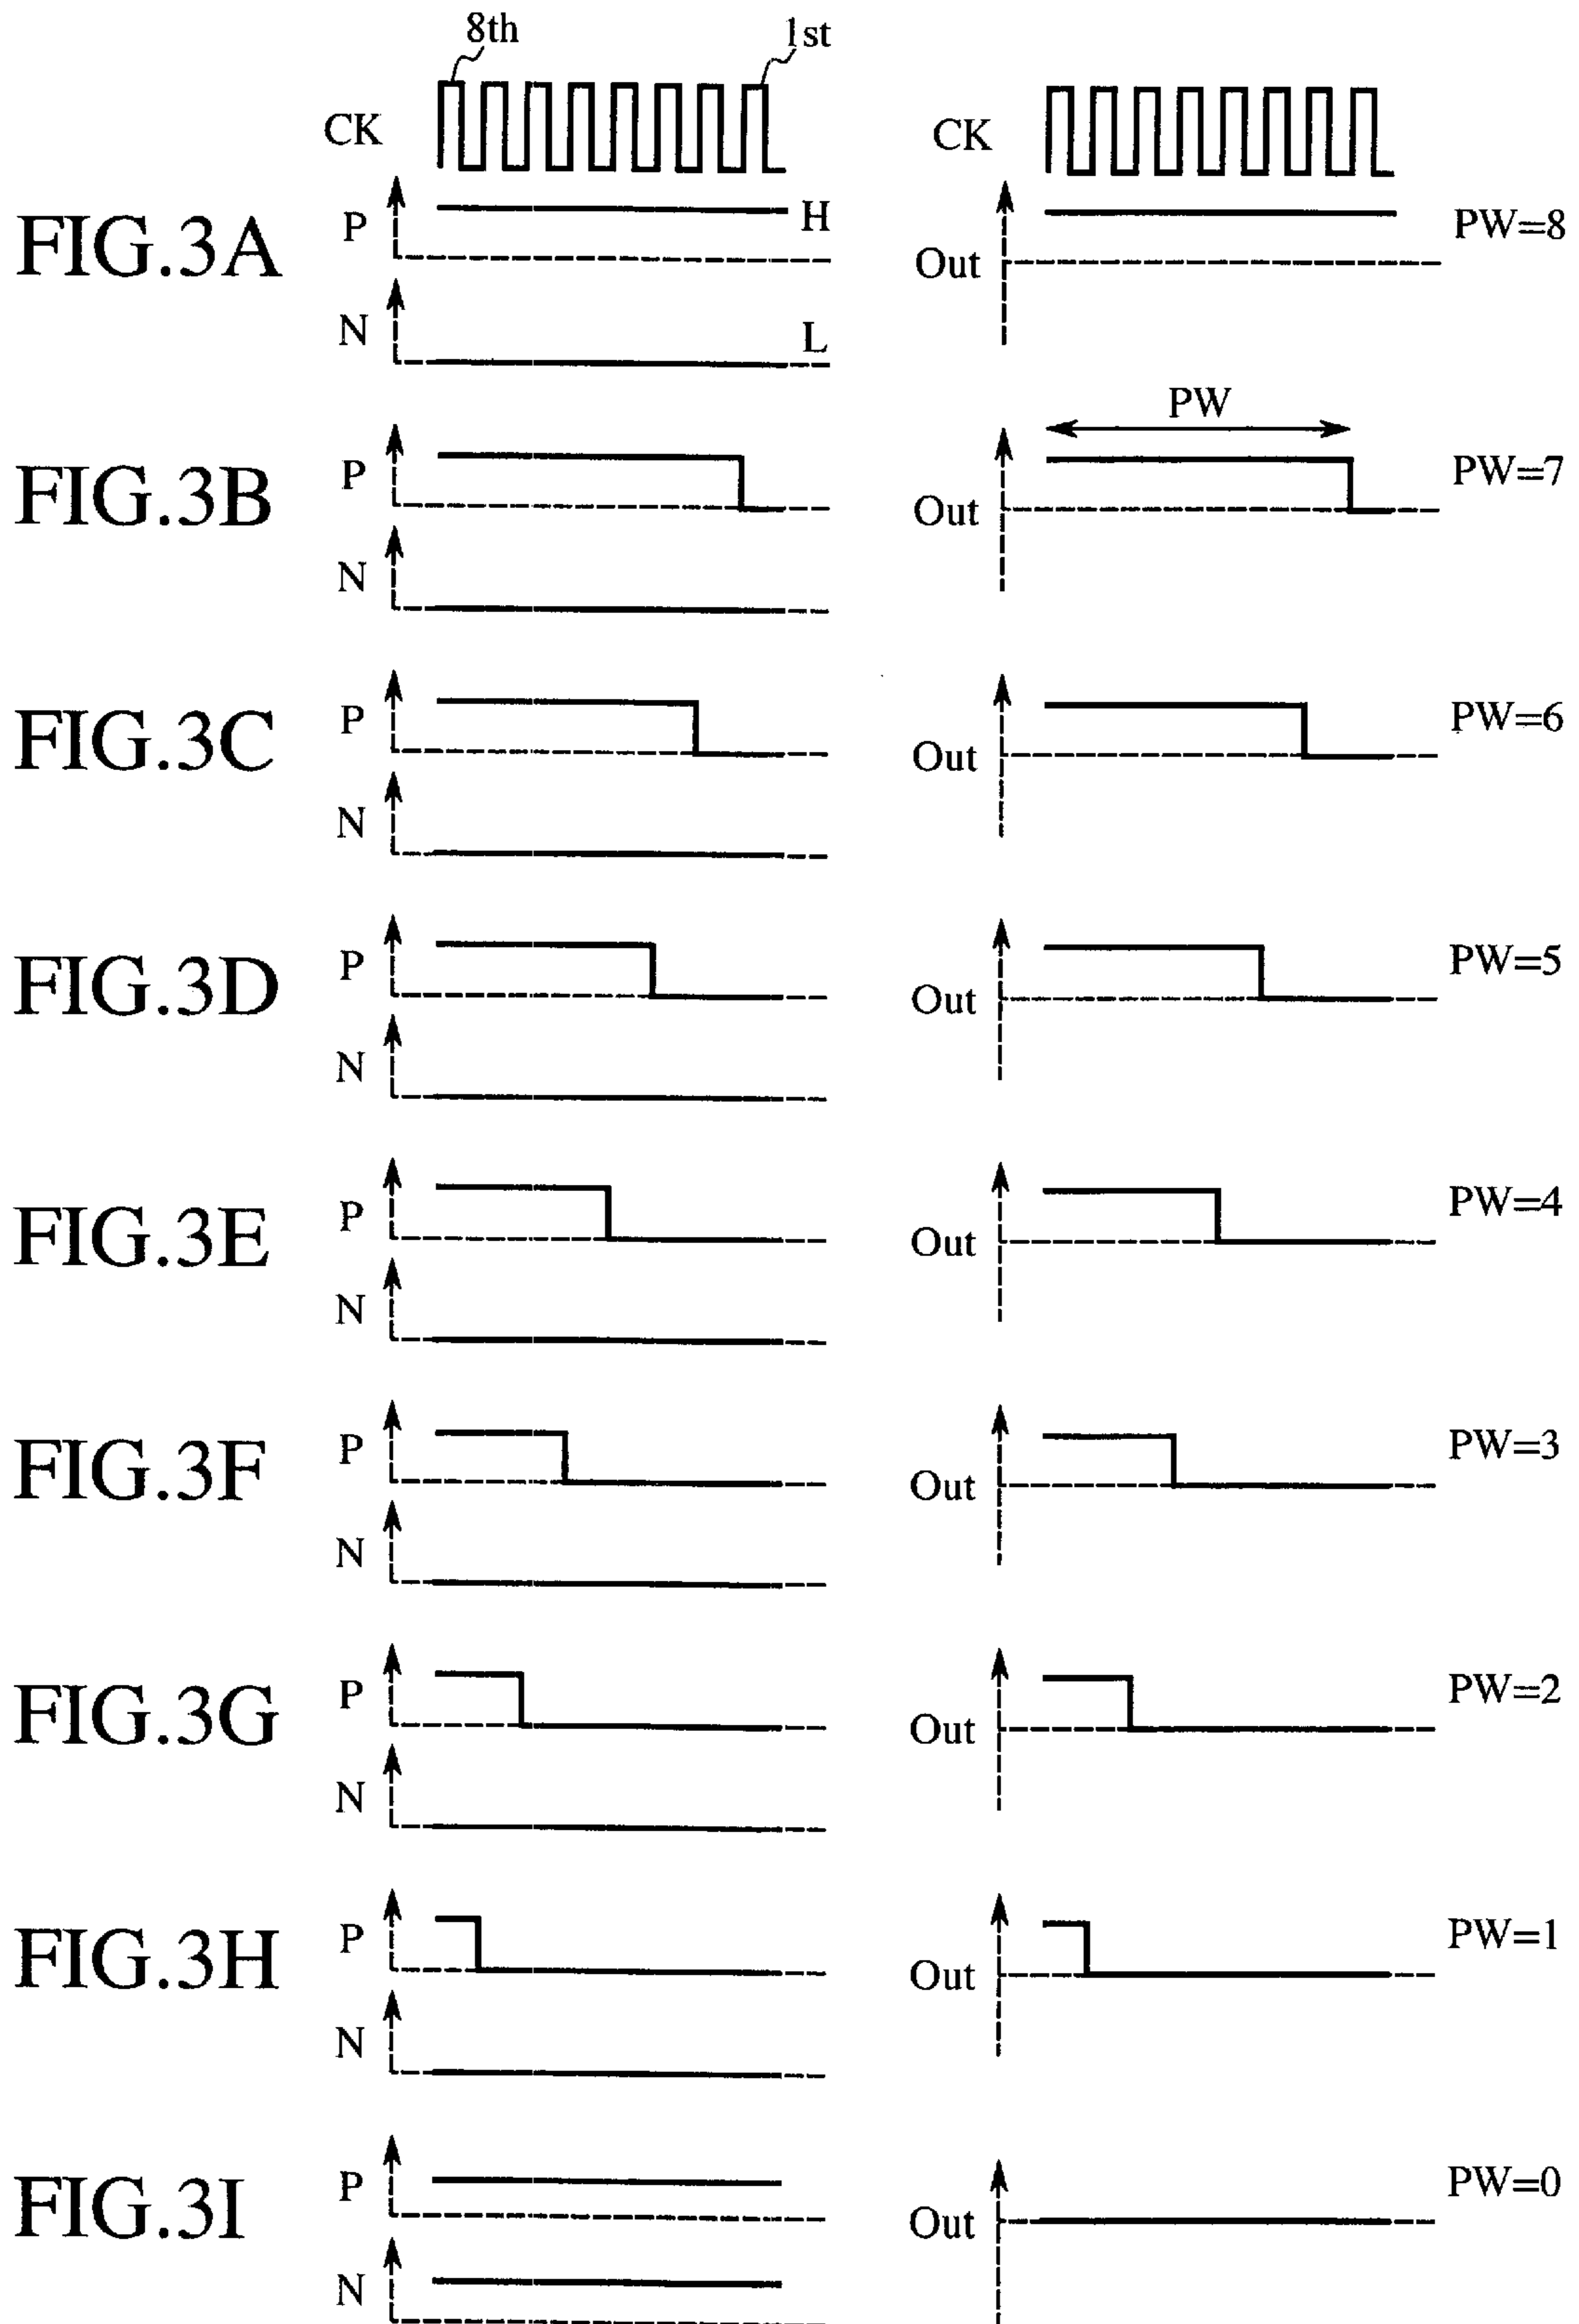 8th 1st
CK CK
FIG.3A P H Out PW=8
N L
PW
FIG.3B P Out PW=7
N
FIG.3C P Out PW=6
N
FIG.3D P Out PW=5
N
FIG.3E P Out PW=4
N
FIG.3F P Out PW=3
N
FIG.3G P Out PW=2
N
FIG.3H P Out PW=1
N
FIG.3I P Out PW=0
N